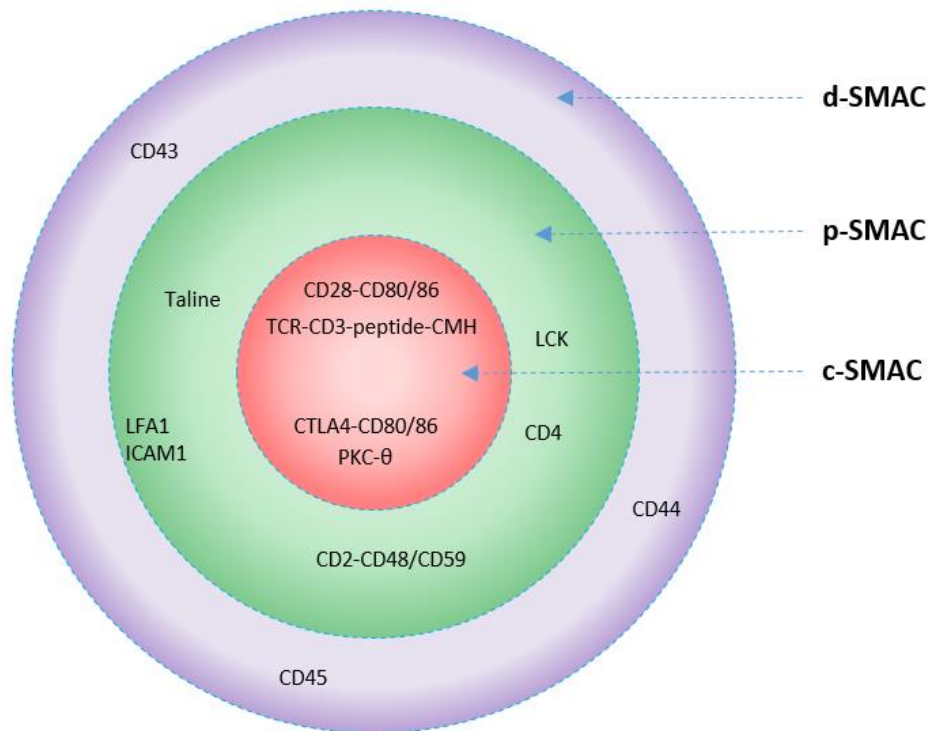 d-SMAC
CD43
p-SMAC
CD28-CD80/86
Taline
TCR-CD3-peptide-CMH
LCK
c-SMAC
LFA1
ICAM1
CTLA4-CD80/86
CD4
PKC-θ
CD44
CD2-CD48/CD59
CD45